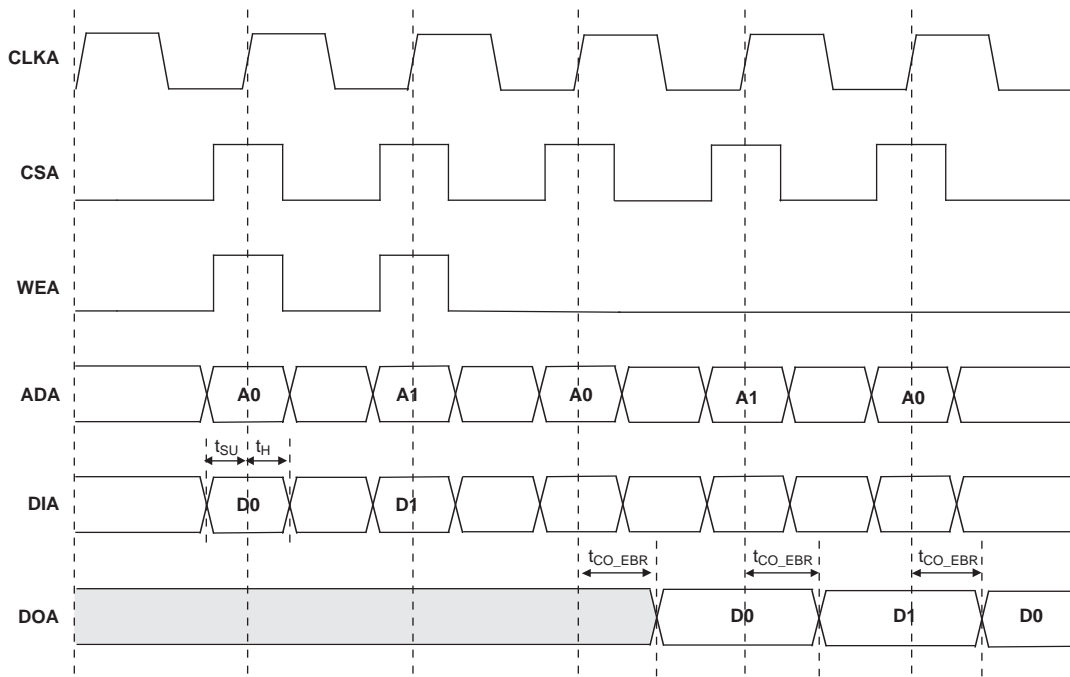 CLKA
CSA
WEA
ADA A0 A1 A0 A1 A0
tSU tH
DIA D0 D1
tCO_EBR tCO_EBR tCO_EBR
DOA D0 D1 D0